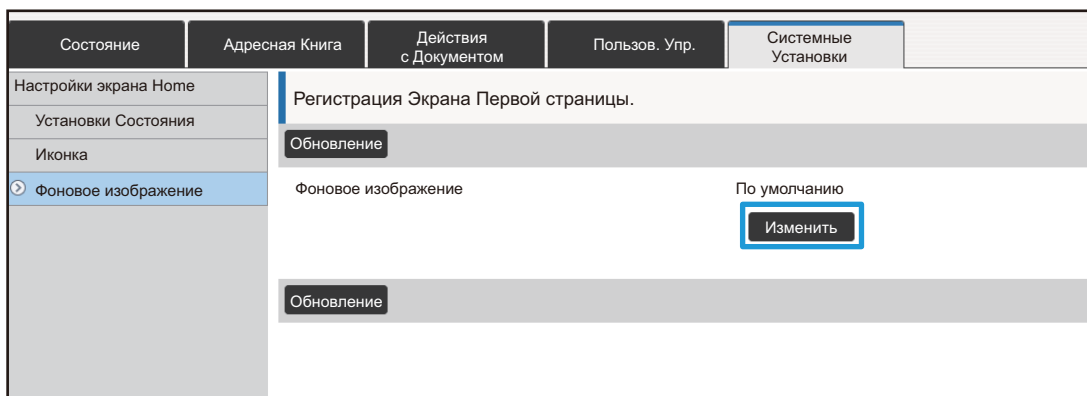 Состояние
Адресная Книга
Действия
с Документом
Пользов. Упр.
Системные
Установки
Настройки экрана Home
Установки Состояния
Иконка
Фоновое изображение
Регистрация Экрана Первой страницы.
Обновление
Фоновое изображение
По умолчанию
Изменить
Обновление